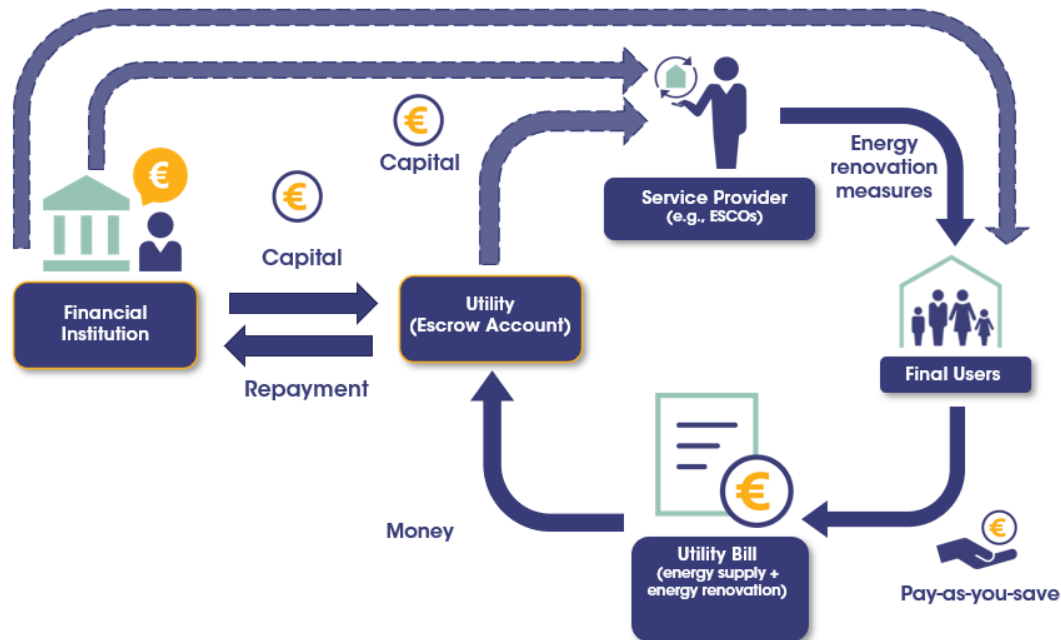 €
Capital
€
Energy
renovation
measures
Service Provider
(e.g., ESCOs)
€
€
Capital
Financial
Institution
Utility
(Escrow Account)
Repayment
Final Users
€
Money
Utility Bill
(energy supply +
energy renovation)
€
Pay-as-you-save